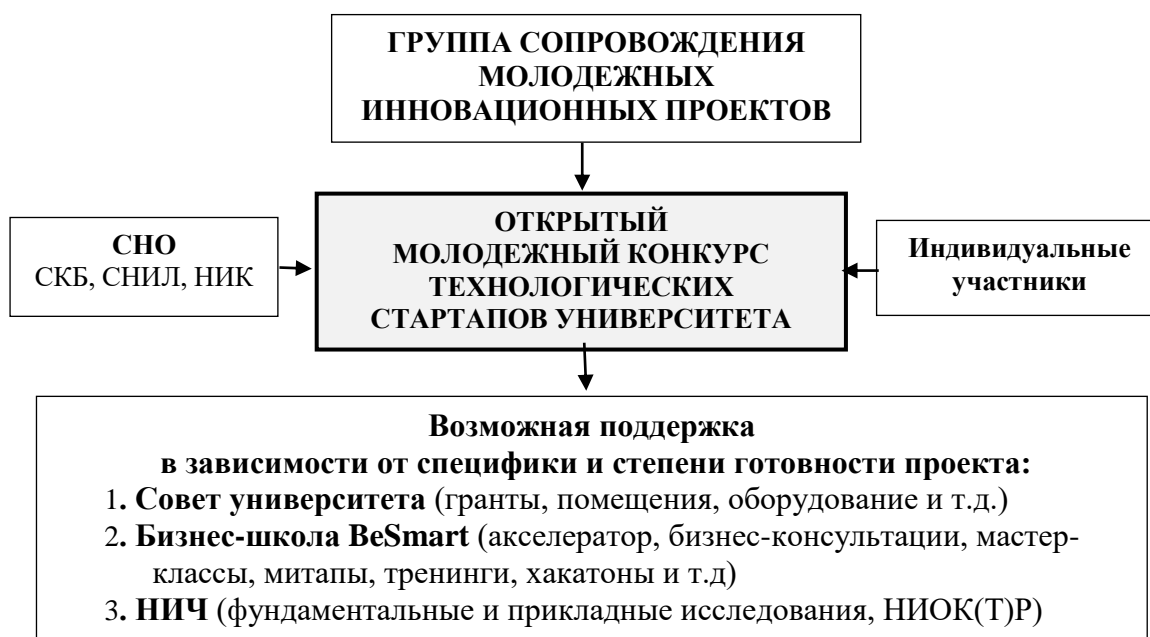 ГРУППА СОПРОВОЖДЕНИЯ
МОЛОДЕЖНЫХ
ИННОВАЦИОННЫХ ПРОЕКТОВ
СНО
СКБ, СНИЛ, НИК
ОТКРЫТЫЙ
МОЛОДЕЖНЫЙ КОНКУРС
ТЕХНОЛОГИЧЕСКИХ
СТАРТАПОВ УНИВЕРСИТЕТА
Индивидуальные
участники
Возможная поддержка
в зависимости от специфики и степени готовности проекта:
1. Совет университета (гранты, помещения, оборудование и т.д.)
2. Бизнес-школа BeSmart (акселератор, бизнес-консультации, мастер-
классы, митапы, тренинги, хакатоны и т.д)
3. НИЧ (фундаментальные и прикладные исследования, НИОК(Т)Р)